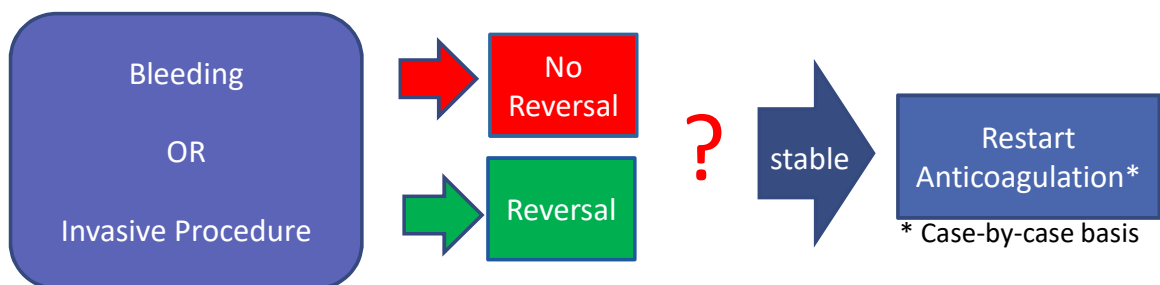 Bleeding
OR
Invasive Procedure
No
Reversal
Reversal
?
stable
Restart
Anticoagulation*
* Case-by-case basis